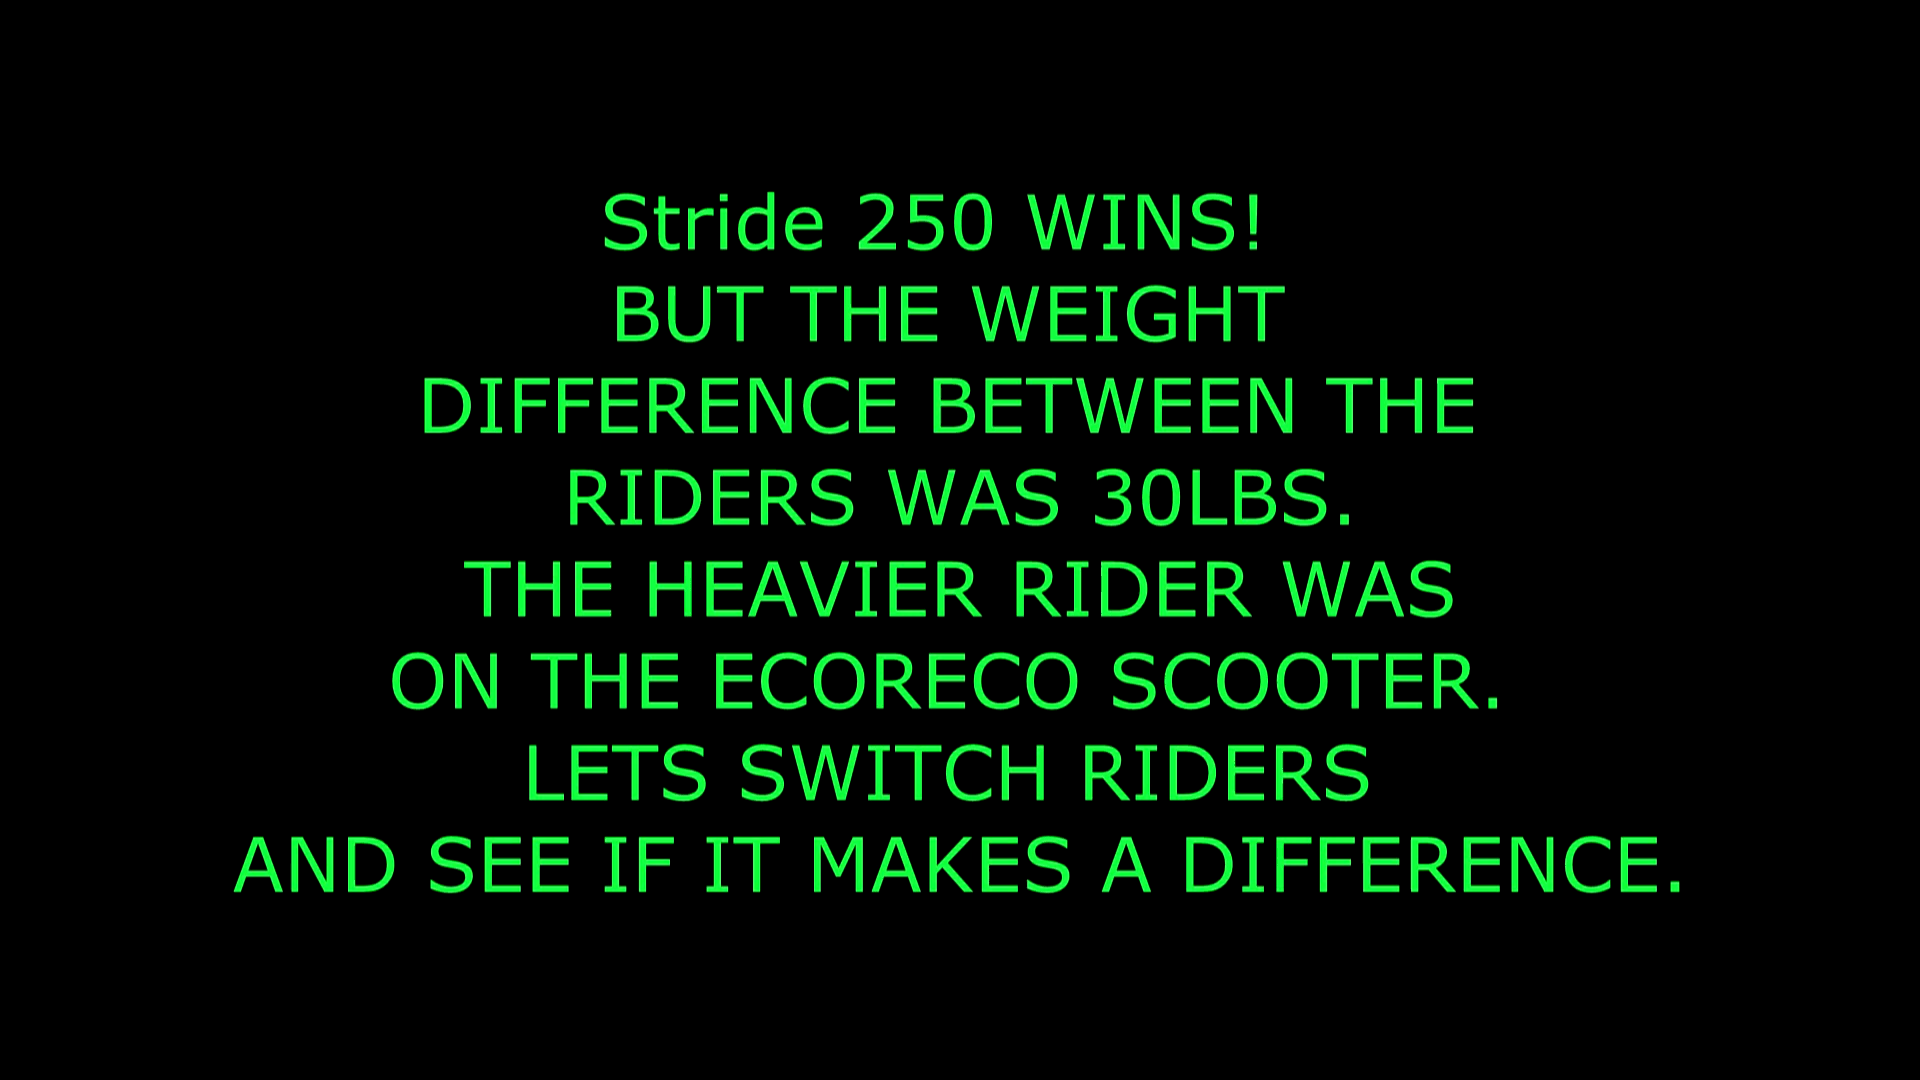 Stride 250 WINS!
BUT THE WEIGHT
DIFFERENCE BETWEEN THE
RIDERS WAS 30LBS.
THE HEAVIER RIDER WAS
ON THE ECORECO SCOOTER.
LETS SWITCH RIDERS
AND SEE IF IT MAKES A DIFFERENCE.